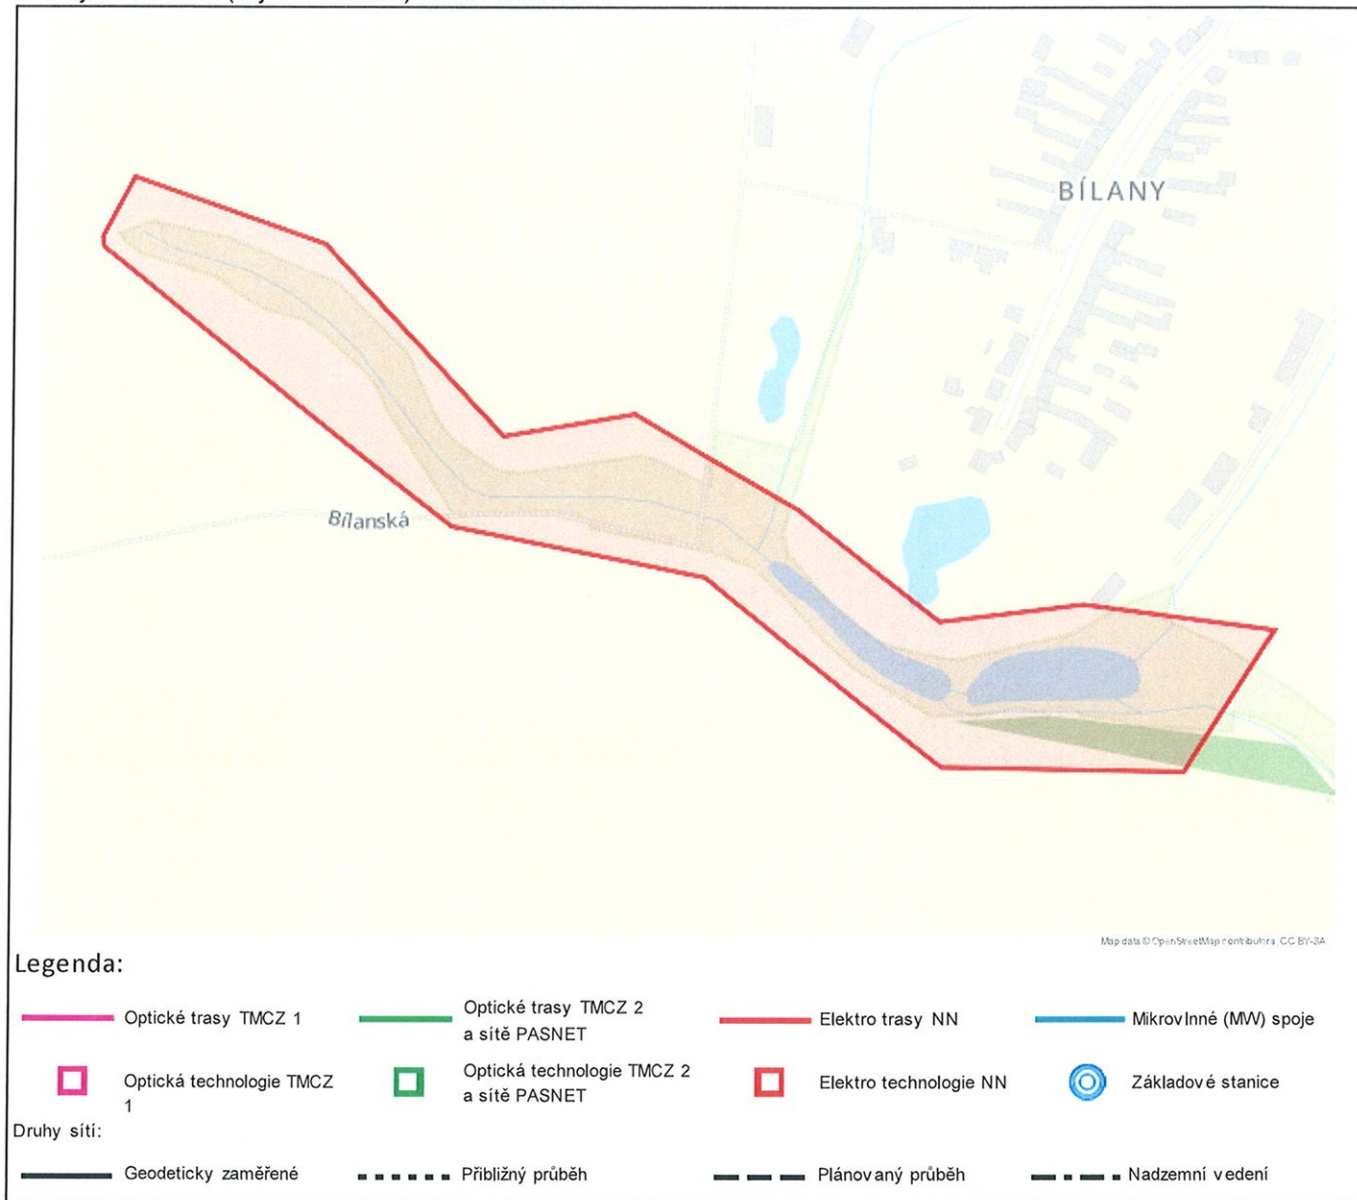 BÍLANY
Bílanská
Map data © OpenStreetMap contributors, CC BY-SA
Legenda:
Optické trasy TMCZ 1
Optické trasy TMCZ 2
a sítě PASNET
Elektro trasy NN
Mikrovlnné (MW) spoje
Optická technologie TMCZ
1
Optická technologie TMCZ 2
a sítě PASNET
Elektro technologie NN
Základové stanice
Druhy sítí:
Geodeticky zaměřené
Přibližný průběh
Plánovaný průběh
Nadzemní vedení